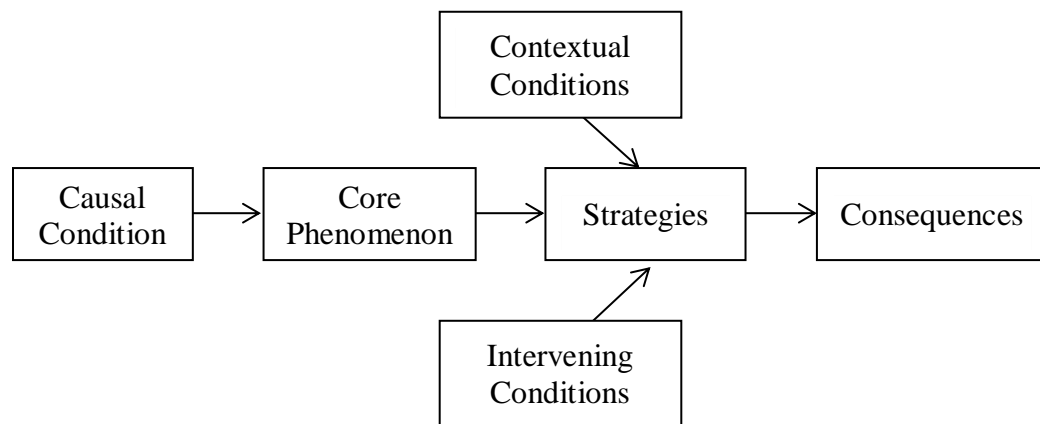 Contextual
Conditions
Causal
Condition
Core
Phenomenon
Strategies
Consequences
Intervening
Conditions